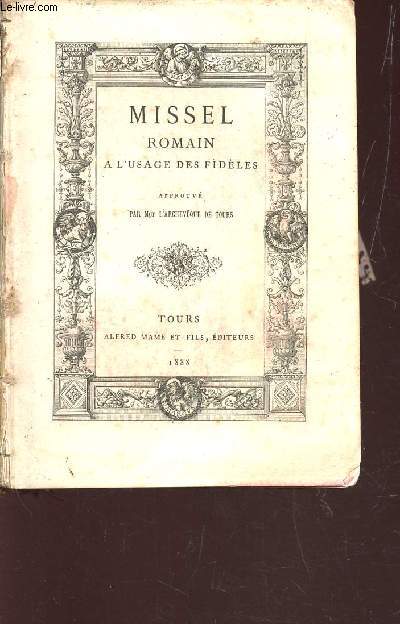 Le-livre.com
MISSEL
ROMAIN
A L'USAGE DES FIDÈLES
APPROUVÉ
PAR MGR L'ARCHEVÊQUE DE TOURS
TOURS
ALFRED MAME ET FILS, ÉDITEURS
1888